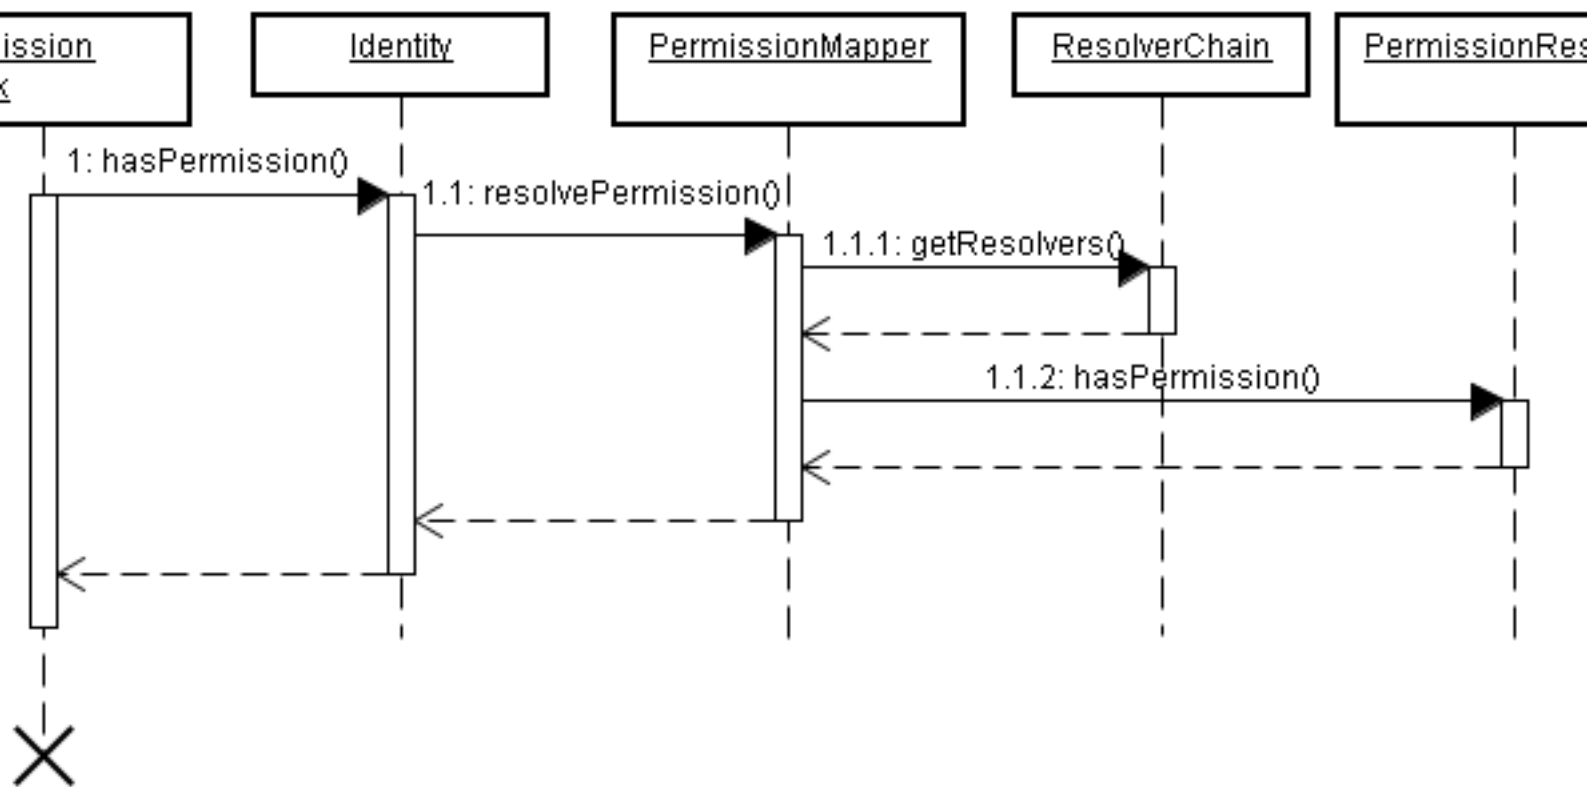 ission
x
Identity
PermissionMapper
ResolverChain
PermissionRes
1: hasPermission()
1.1: resolvePermission()
1.1.1: getResolvers()
1.1.2: hasPermission()